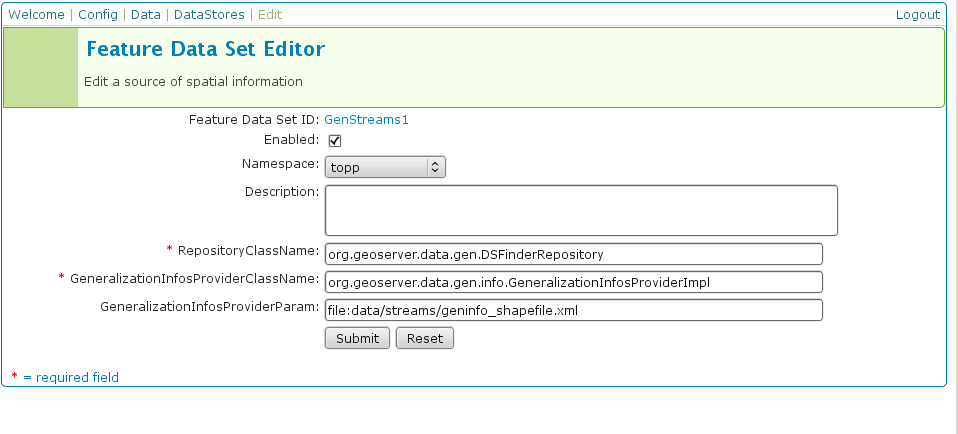 Welcome | Config | Data | DataStores | Edit Logout
Feature Data Set Editor
Edit a source of spatial information
Feature Data Set ID: GenStreams1
Enabled:
Namespace: topp
Description:
* RepositoryClassName: org.geoserver.data.gen.DSFinderRepository
* GeneralizationInfosProviderClassName: org.geoserver.data.gen.info.GeneralizationInfosProviderImpl
GeneralizationInfosProviderParam: file:data/streams/geninfo_shapefile.xml
Submit Reset
* = required field